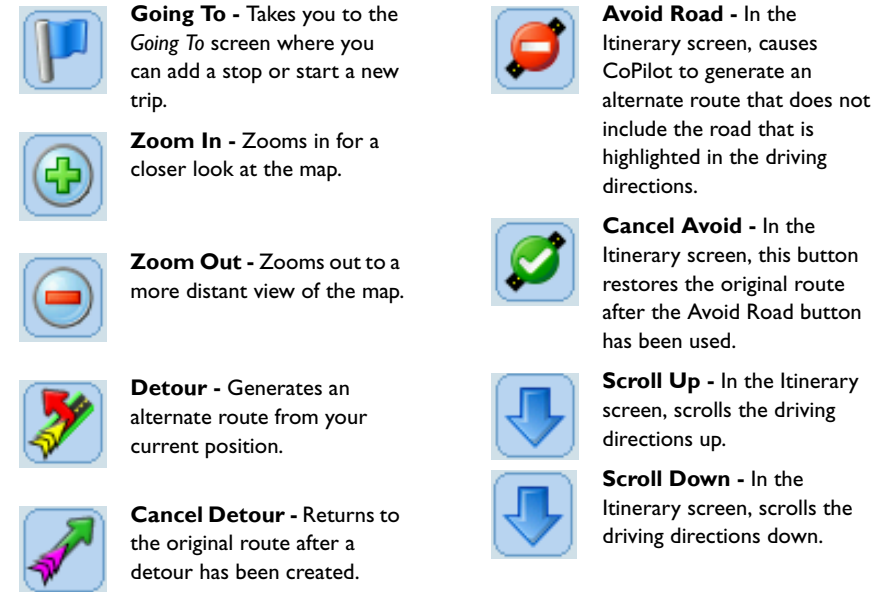 Going To - Takes you to the
Going To screen where you
can add a stop or start a new
trip.
Zoom In - Zooms in for a
closer look at the map.
Zoom Out - Zooms out to a
more distant view of the map.
Detour - Generates an
alternate route from your
current position.
Cancel Detour - Returns to
the original route after a
detour has been created.
Avoid Road - In the
Itinerary screen, causes
CoPilot to generate an
alternate route that does not
include the road that is
highlighted in the driving
directions.
Cancel Avoid - In the
Itinerary screen, this button
restores the original route
after the Avoid Road button
has been used.
Scroll Up - In the Itinerary
screen, scrolls the driving
directions up.
Scroll Down - In the
Itinerary screen, scrolls the
driving directions down.